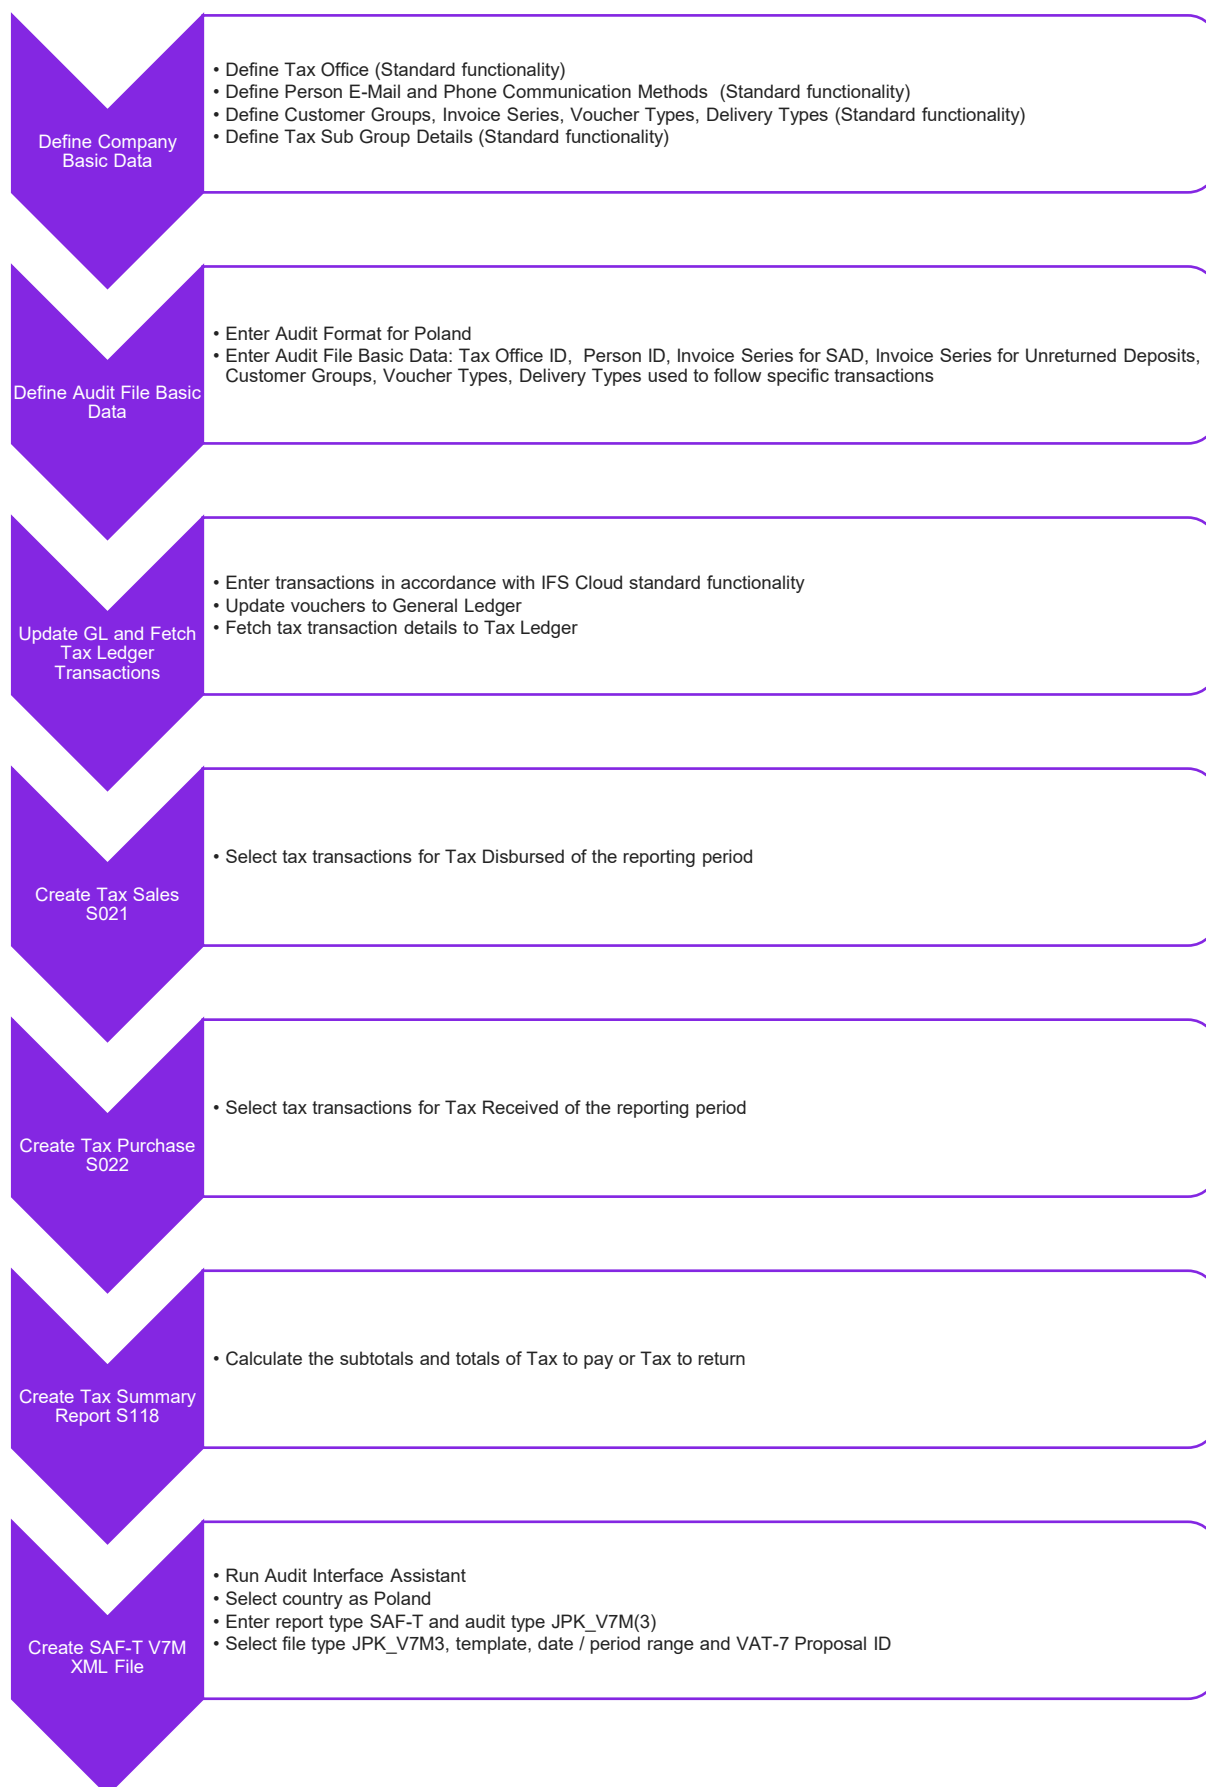 Define Company
Basic Data
• Define Tax Office (Standard functionality)
• Define Person E-Mail and Phone Communication Methods  (Standard functionality)
• Define Customer Groups, Invoice Series, Voucher Types, Delivery Types (Standard functionality)
• Define Tax Sub Group Details (Standard functionality)
Define Audit File Basic
Data
• Enter Audit Format for Poland
• Enter Audit File Basic Data: Tax Office ID,  Person ID, Invoice Series for SAD, Invoice Series for Unreturned Deposits,
Customer Groups, Voucher Types, Delivery Types used to follow specific transactions
Update GL and Fetch
Tax Ledger
Transactions
• Enter transactions in accordance with IFS Cloud standard functionality
• Update vouchers to General Ledger
• Fetch tax transaction details to Tax Ledger
Create Tax Sales
S021
• Select tax transactions for Tax Disbursed of the reporting period
Create Tax Purchase
S022
• Select tax transactions for Tax Received of the reporting period
Create Tax Summary
Report S118
• Calculate the subtotals and totals of Tax to pay or Tax to return
Create SAF-T V7M
XML File
• Run Audit Interface Assistant
• Select country as Poland
• Enter report type SAF-T and audit type JPK_V7M(3)
• Select file type JPK_V7M3, template, date / period range and VAT-7 Proposal ID